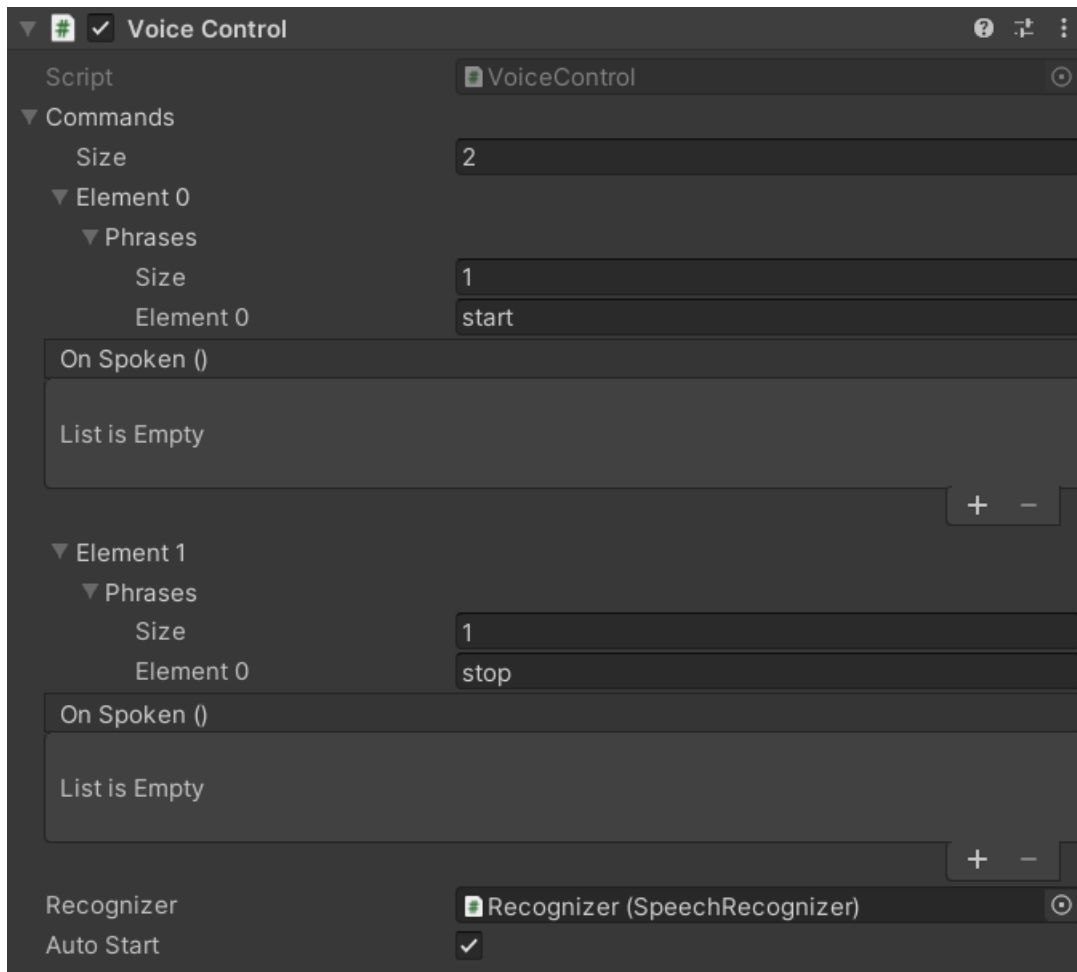 Voice Control
Script VoiceControl
Commands
Size 2
Element 0
Phrases
Size 1
Element 0 start
On Spoken ()
List is Empty
+ −
Element 1
Phrases
Size 1
Element 0 stop
On Spoken ()
List is Empty
+ −
Recognizer Recognizer (SpeechRecognizer)
Auto Start